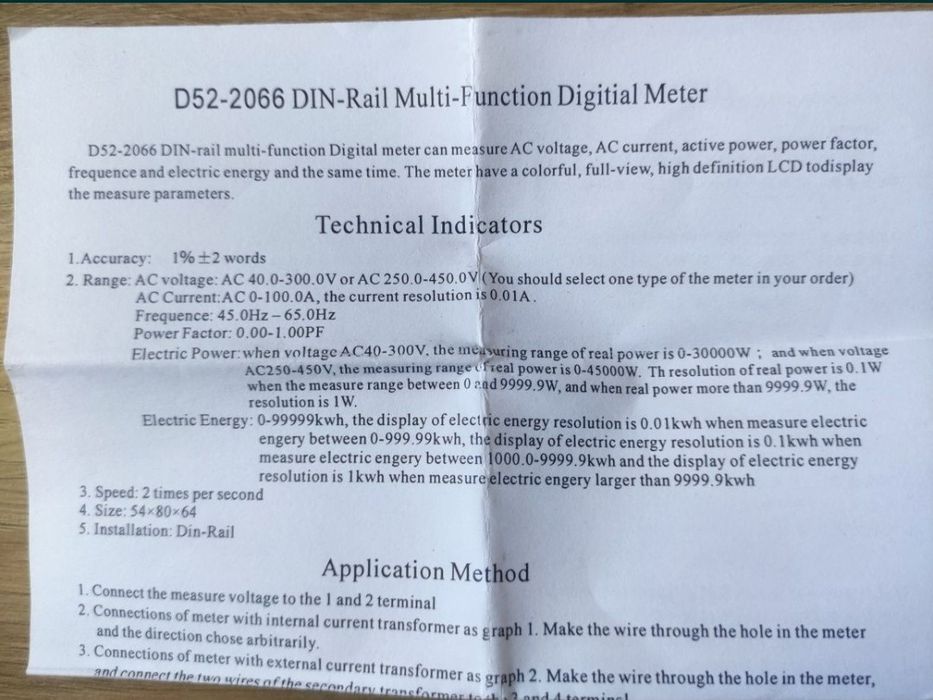 D52-2066 DIN-Rail Multi-Function Digitial Meter
D52-2066 DIN-rail multi-function Digital meter can measure AC voltage, AC current, active power, power factor,
frequence and electric energy and the same time. The meter have a colorful, full-view, high definition LCD todisplay
the measure parameters.
Technical Indicators
1.Accuracy: 1%±2 words
2. Range: AC voltage: AC 40.0-300.0V or AC 250.0-450.0V(You should select one type of the meter in your order)
AC Current:AC 0-100.0A, the current resolution is 0.01A.
Frequence: 45.0Hz－65.0Hz
Power Factor: 0.00-1.00PF
Electric Power:when voltage AC40-300V. the measuring range of real power is 0-30000W； and when voltage
AC250-450V, the measuring range of real power is 0-45000W. Th resolution of real power is 0.1W
when the measure range between 0 and 9999.9W, and when real power more than 9999.9W, the
resolution is 1W.
Electric Energy: 0-99999kwh, the display of electric energy resolution is 0.01kwh when measure electric
engery between 0-999.99kwh, the display of electric energy resolution is 0.1kwh when
measure electric engery between 1000.0-9999.9kwh and the display of electric energy
resolution is 1kwh when measure electric engery larger than 9999.9kwh
3. Speed: 2 times per second
4. Size: 54×80×64
5. Installation: Din-Rail
Application Method
1. Connect the measure voltage to the 1 and 2 terminal
2. Connections of meter with internal current transformer as graph 1. Make the wire through the hole in the meter
and the direction chose arbitrarily.
3. Connections of meter with external current transformer as graph 2. Make the wire through the hole in the meter,
and connect the two wires of the secondary transformer to the 3 and 4 terminal